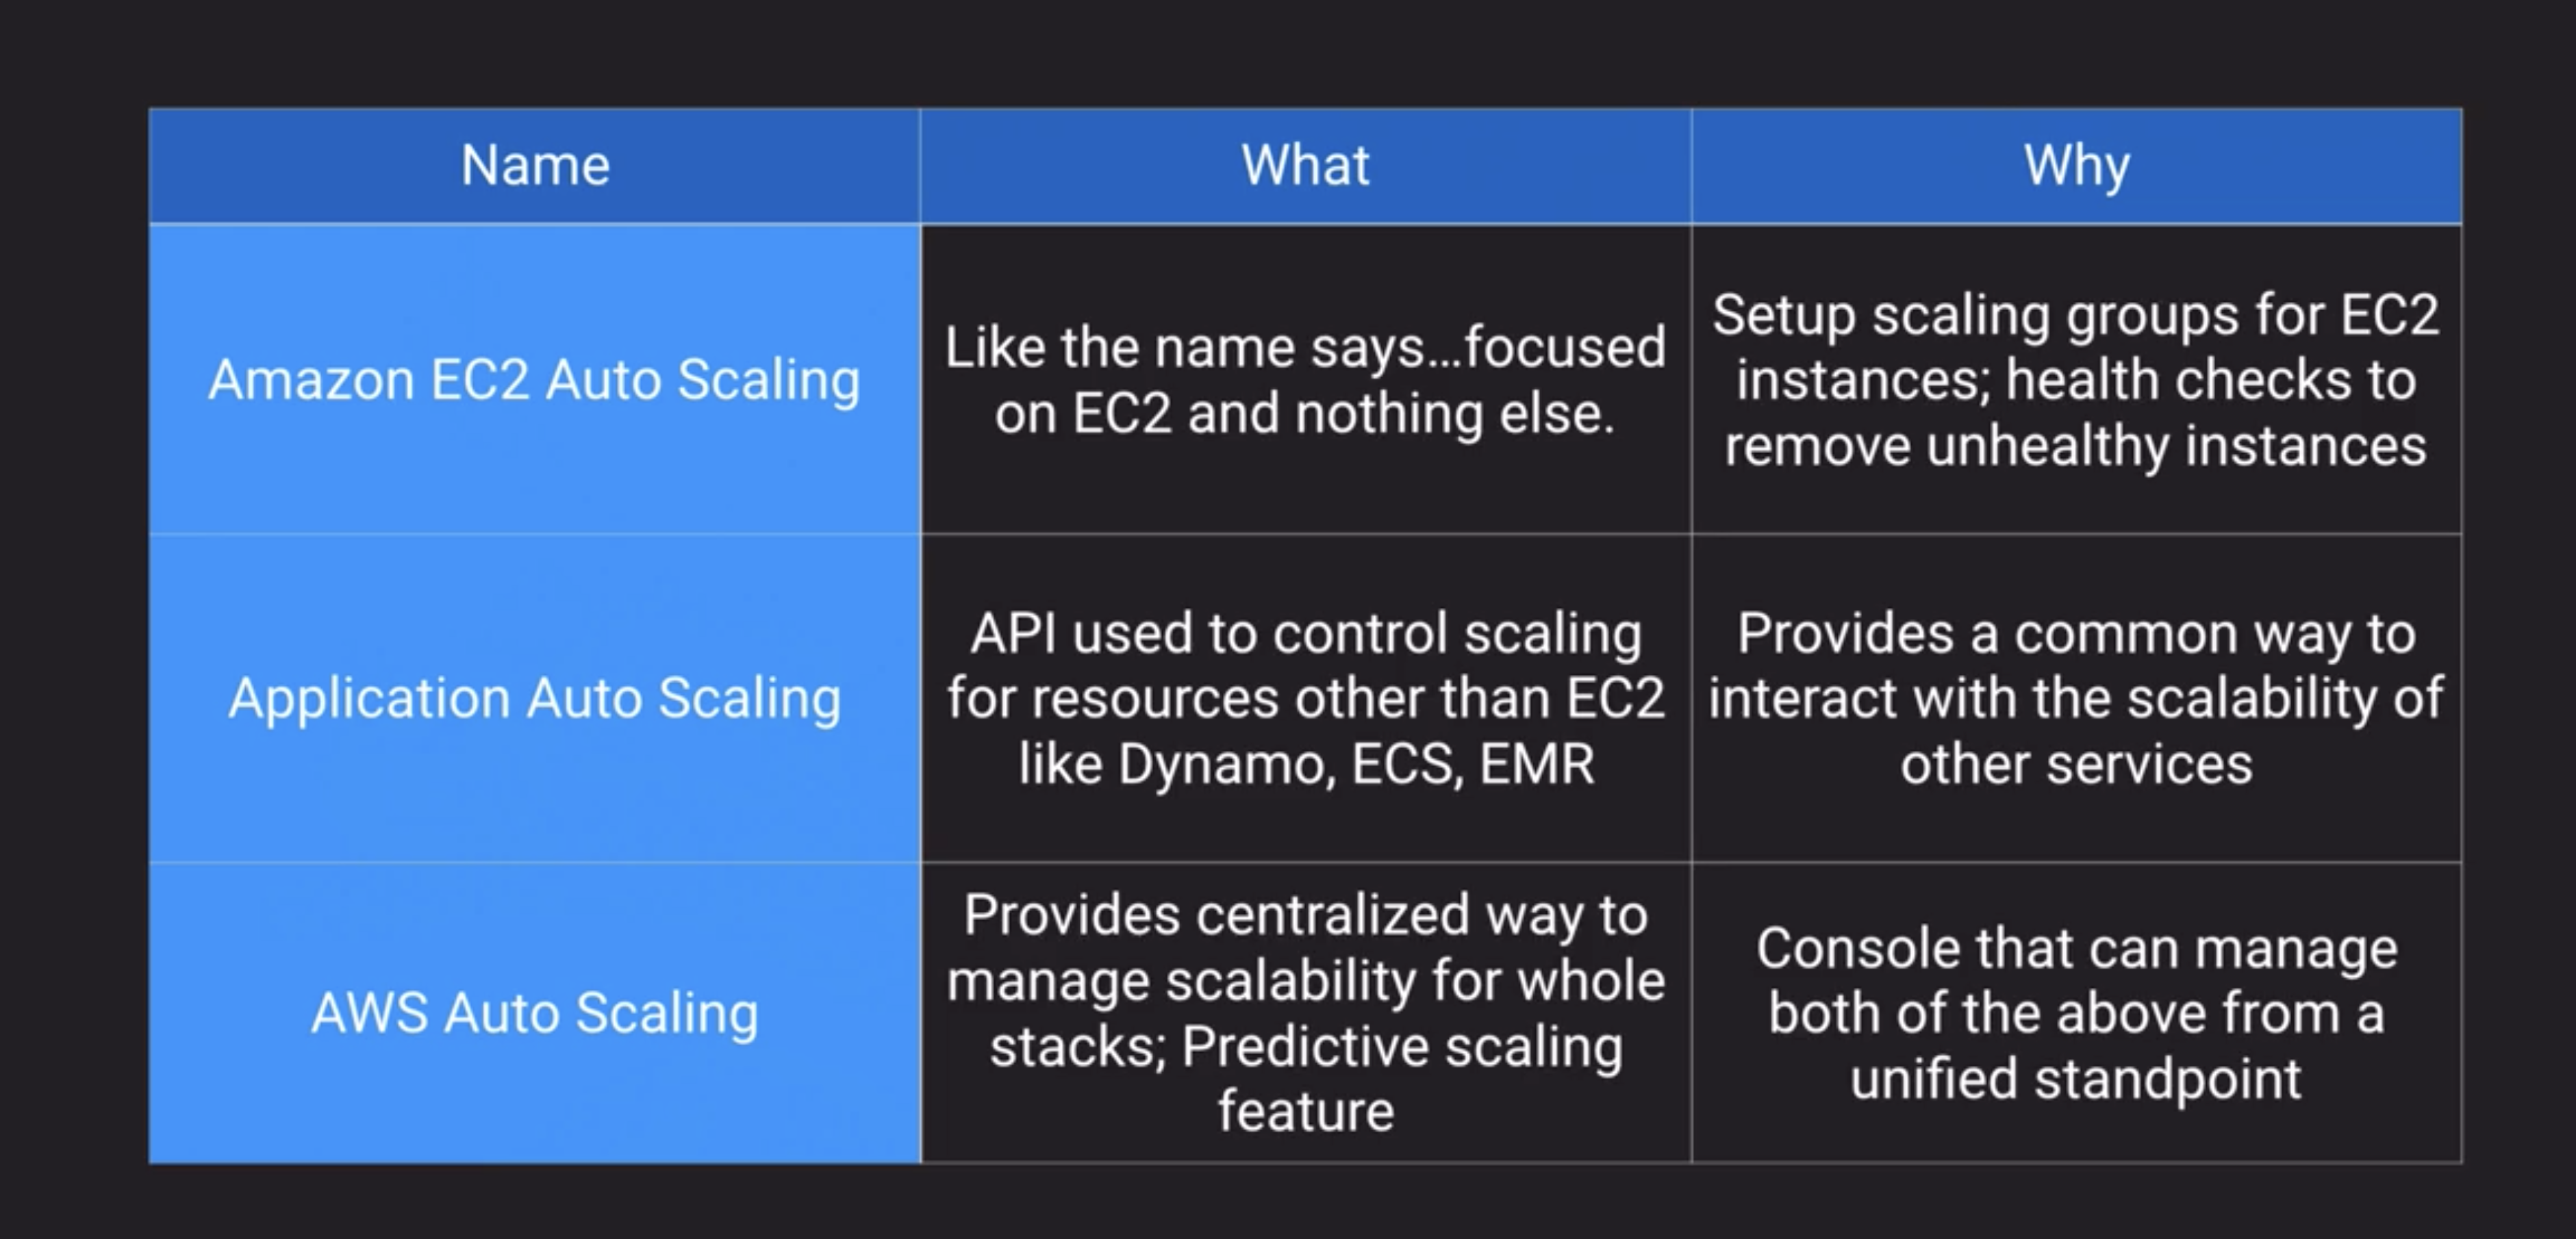 Name
What
Why
Amazon EC2 Auto Scaling
Like the name says...focused
on EC2 and nothing else.
Setup scaling groups for EC2
instances; health checks to
remove unhealthy instances
Application Auto Scaling
API used to control scaling
for resources other than EC2
like Dynamo, ECS, EMR
Provides a common way to
interact with the scalability of
other services
AWS Auto Scaling
Provides centralized way to
manage scalability for whole
stacks; Predictive scaling
feature
Console that can manage
both of the above from a
unified standpoint